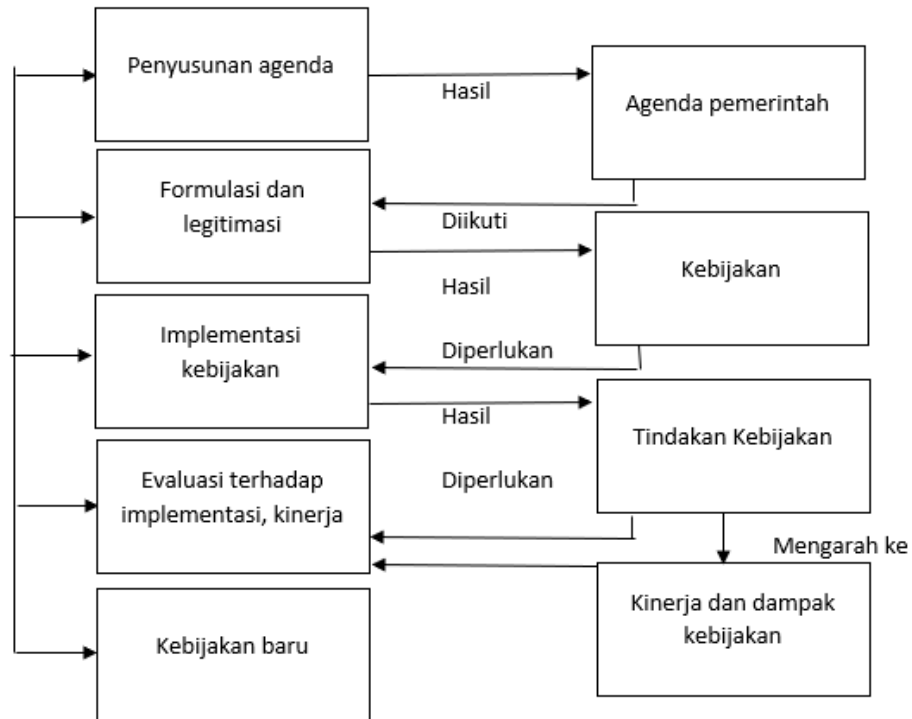 Penyusunan agenda
Hasil
Agenda pemerintah
Formulasi dan
legitimasi
Diikuti
Hasil
Kebijakan
Implementasi
kebijakan
Diperlukan
Hasil
Tindakan Kebijakan
Evaluasi terhadap
implementasi, kinerja
Diperlukan
Mengarah ke
Kinerja dan dampak
kebijakan
Kebijakan baru